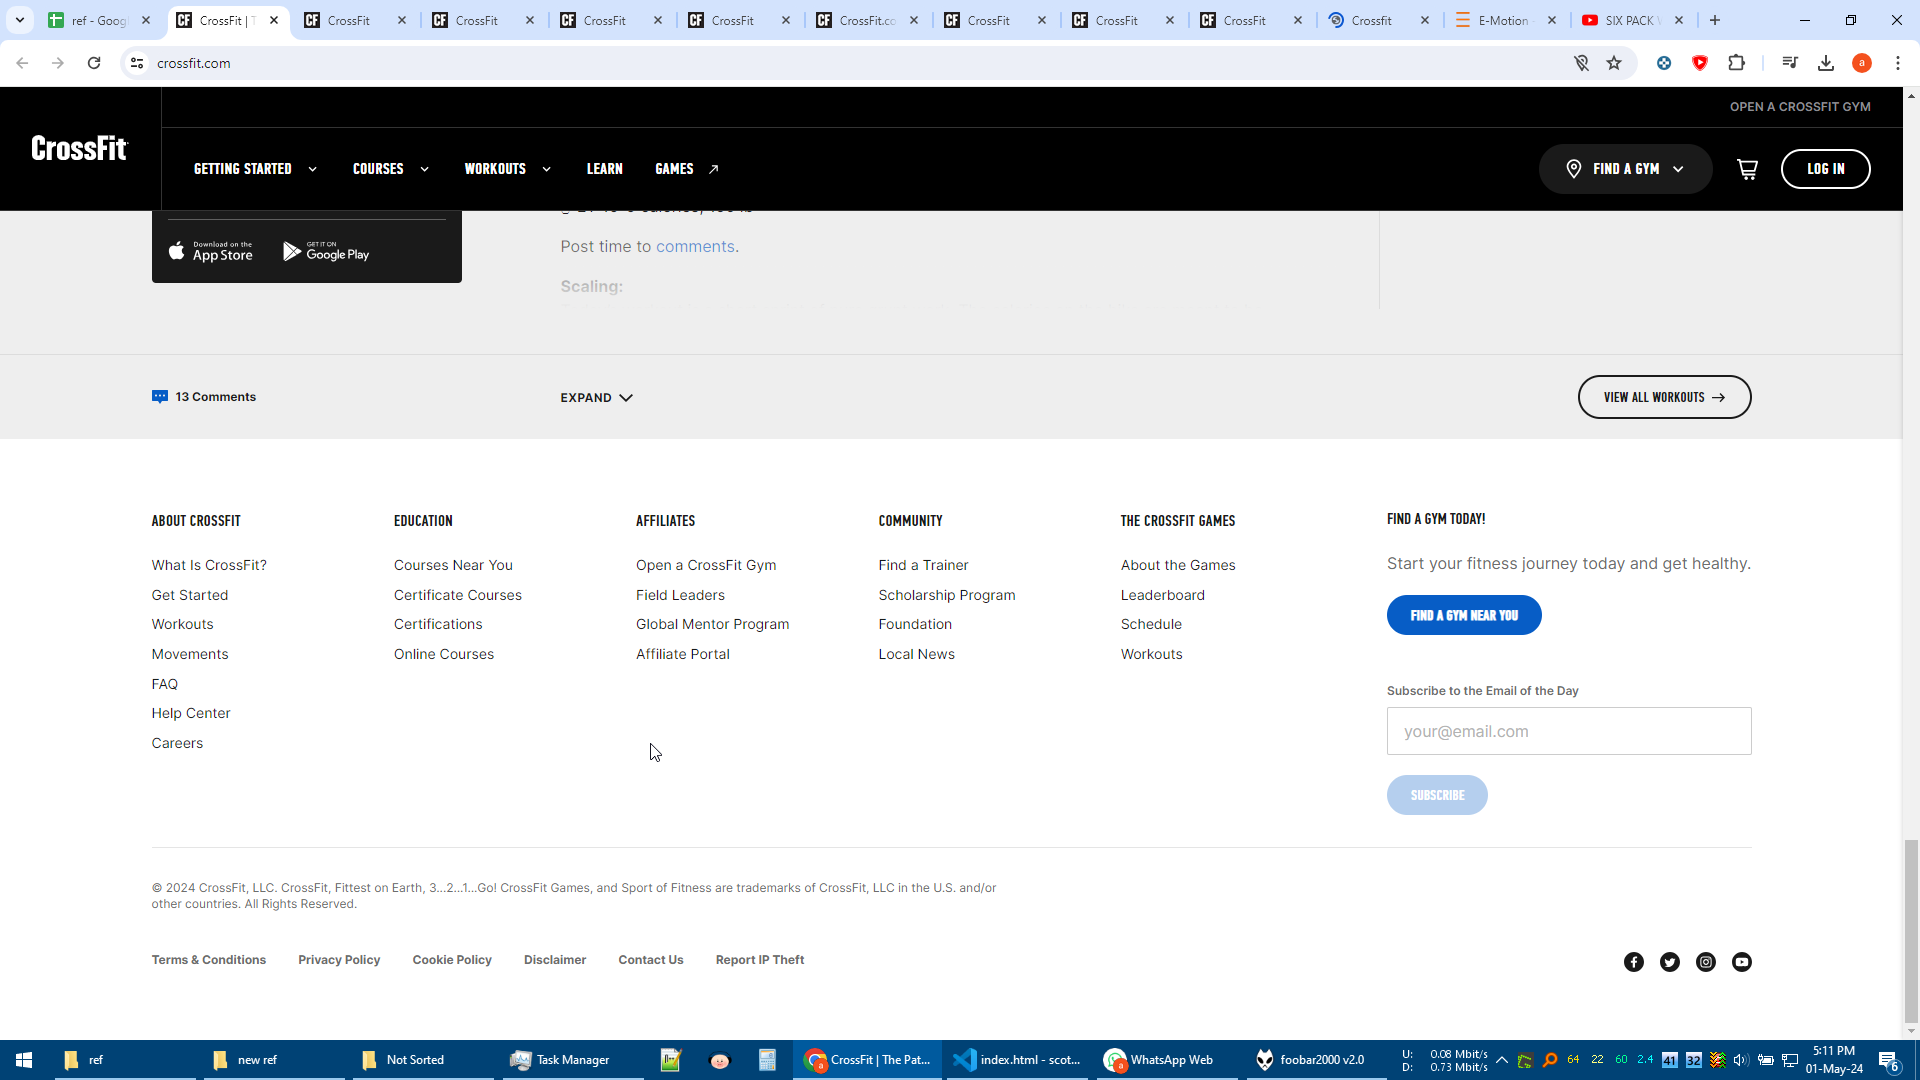 ref - Goog
CrossFit | T
CrossFit
CrossFit
CrossFit
CrossFit
CrossFit.co
CrossFit
CrossFit
CrossFit
Crossfit
E-Motion
SIX PACK
crossfit.com
a
OPEN A CROSSFIT GYM
CrossFit
GETTING STARTED
COURSES
WORKOUTS
LEARN
GAMES
FIND A GYM
LOG IN
Download on the
App Store
GET IT ON
Google Play
Post time to comments.
Scaling:
13 Comments
EXPAND
VIEW ALL WORKOUTS
ABOUT CROSSFIT
What Is CrossFit?
Get Started
Workouts
Movements
FAQ
Help Center
Careers
EDUCATION
Courses Near You
Certificate Courses
Certifications
Online Courses
AFFILIATES
Open a CrossFit Gym
Field Leaders
Global Mentor Program
Affiliate Portal
COMMUNITY
Find a Trainer
Scholarship Program
Foundation
Local News
THE CROSSFIT GAMES
About the Games
Leaderboard
Schedule
Workouts
FIND A GYM TODAY!
Start your fitness journey today and get healthy.
FIND A GYM NEAR YOU
Subscribe to the Email of the Day
your@email.com
SUBSCRIBE
© 2024 CrossFit, LLC. CrossFit, Fittest on Earth, 3...2...1...Go! CrossFit Games, and Sport of Fitness are trademarks of CrossFit, LLC in the U.S. and/or
other countries. All Rights Reserved.
Terms & Conditions
Privacy Policy
Cookie Policy
Disclaimer
Contact Us
Report IP Theft
ref
new ref
Not Sorted
Task Manager
CrossFit | The Pat...
index.html - scot...
WhatsApp Web
foobar2000 v2.0
U: 0.08 Mbit/s
D: 0.73 Mbit/s
64 22 60 2.4 41 32
5:11 PM
01-May-24
6